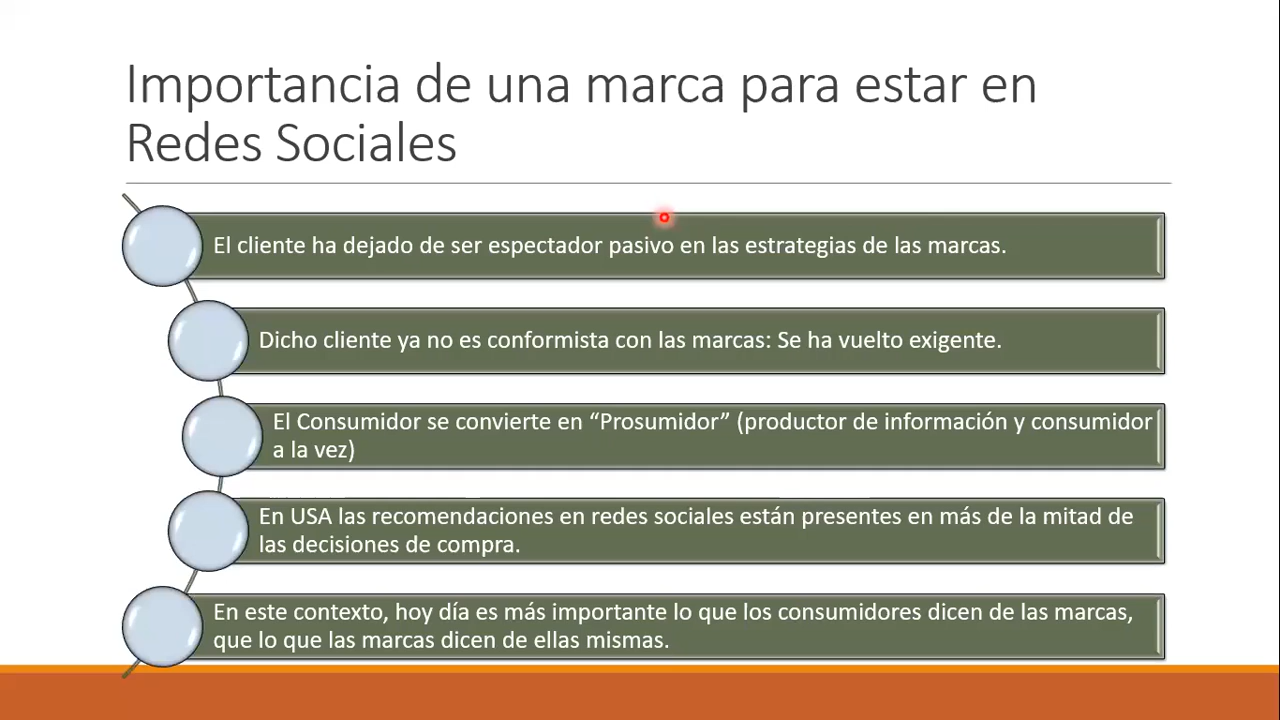 Importancia de una marca para estar en
Redes Sociales
El cliente ha dejado de ser espectador pasivo en las estrategias de las marcas.
Dicho cliente ya no es conformista con las marcas: Se ha vuelto exigente.
El Consumidor se convierte en “Prosumidor” (productor de información y consumidor
a la vez)
En USA las recomendaciones en redes sociales están presentes en más de la mitad de
las decisiones de compra.
En este contexto, hoy día es más importante lo que los consumidores dicen de las marcas,
que lo que las marcas dicen de ellas mismas.